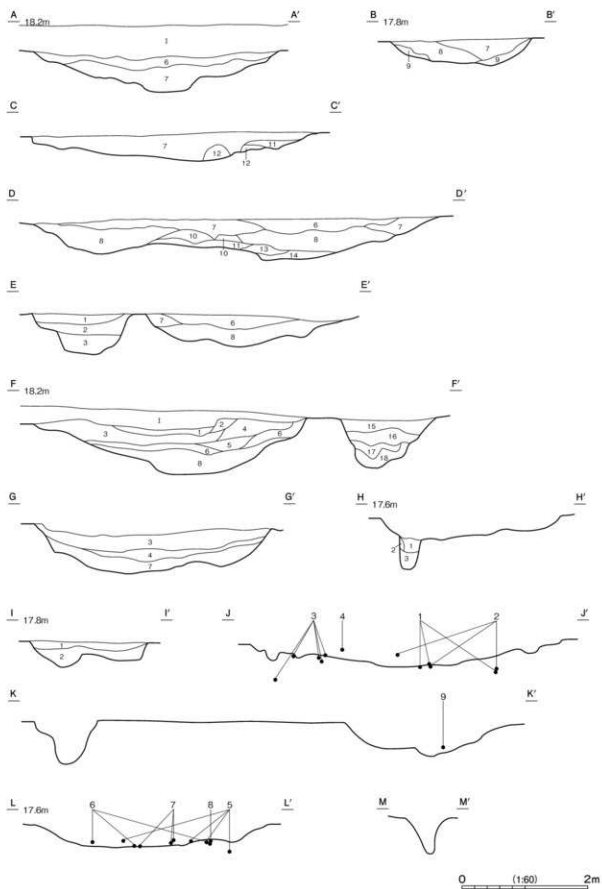 A 18.2m A′ B 17.8m B′
I
6
7
8 7
9 9
C C′
7 12 11
12
D D′
7 6
8 10 8 7
10 11 13
14
E E′
1 7 6
2
3 8
F 18.2m F′
I 2
3 1 4 6
5
6
8
15
16
17
18
G G′ H 17.6m H′
3
4
7
2 1
3
I 17.8m I′ J J′
1
2
3 4 1 2
K K′
9
L 17.6m L′ M M′
6 7 8 5
0 (1:60) 2m